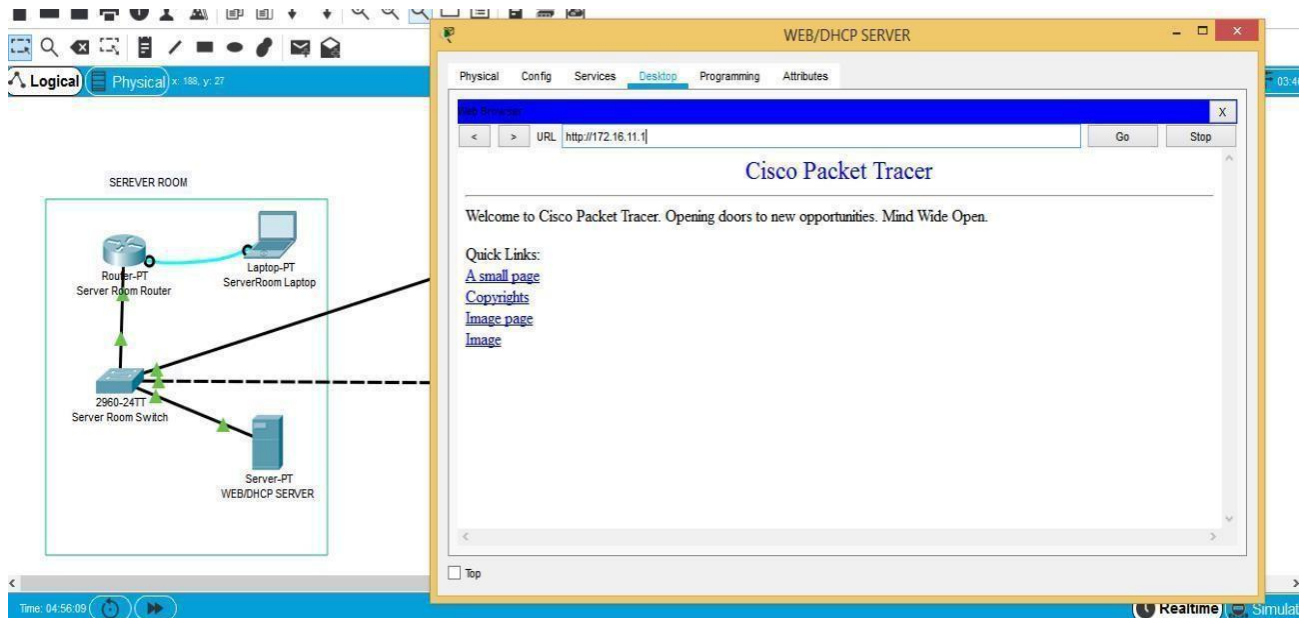 WEB/DHCP SERVER
Logical
Physical x: 188, y: 27
Physical Config Services Desktop Programming Attributes
03:4
Web Browser
X
< > URL http://172.16.11.1 Go Stop
Cisco Packet Tracer
Welcome to Cisco Packet Tracer. Opening doors to new opportunities. Mind Wide Open.
Quick Links:
A small page
Copyrights
Image page
Image
Top
SEREVER ROOM
Router-PT
Server Room Router
Laptop-PT
ServerRoom Laptop
2960-24TT
Server Room Switch
Server-PT
WEB/DHCP SERVER
Time: 04:56:09
Realtime
Simulat